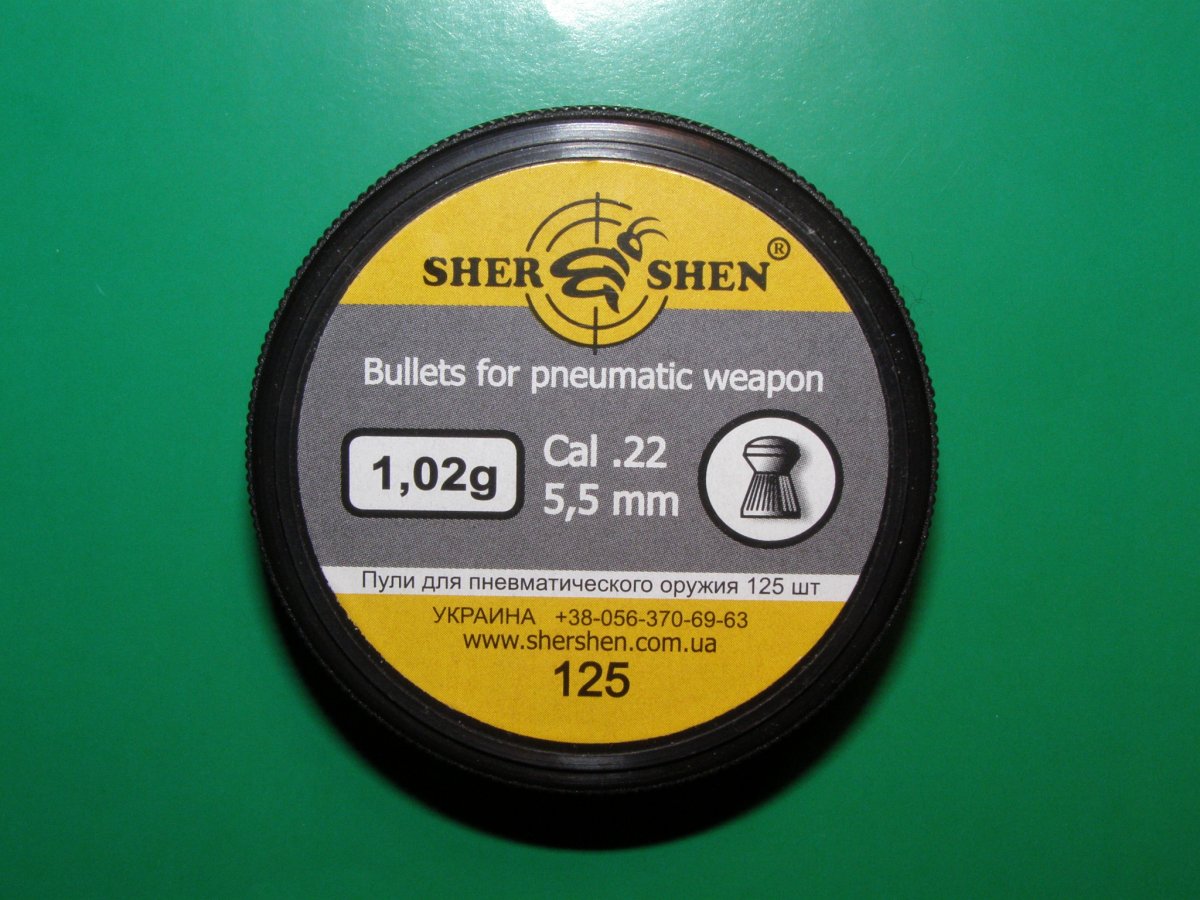 SHER SHEN ®
Bullets for pneumatic weapon
1,02g
Cal .22
5,5 mm
Пули для пневматического оружия 125 шт
УКРАИНА +38-056-370-69-63
www.shershen.com.ua
125